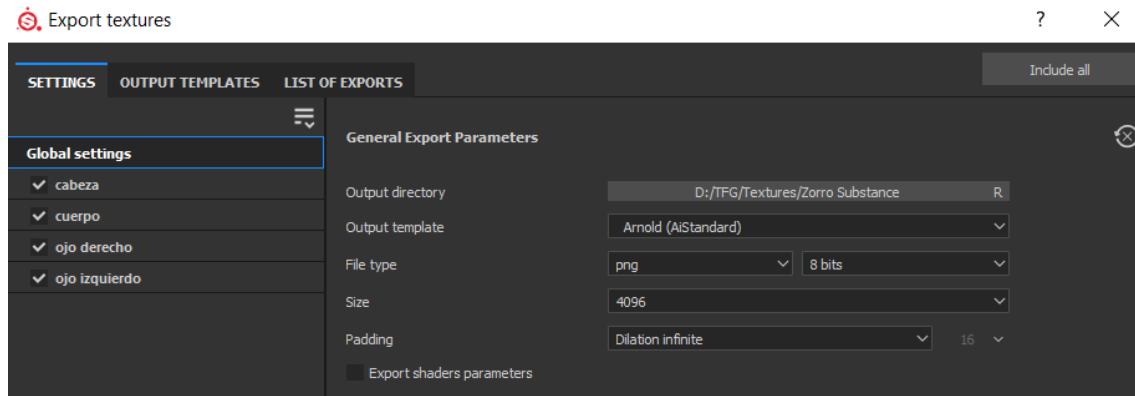 Export textures ? ×
SETTINGS OUTPUT TEMPLATES LIST OF EXPORTS Include all
Global settings
cabeza
cuerpo
ojo derecho
ojo izquierdo
General Export Parameters
Output directory D:/TFG/Textures/Zorro Substance R
Output template Arnold (AiStandard)
File type png 8 bits
Size 4096
Padding Dilation infinite 16
Export shaders parameters